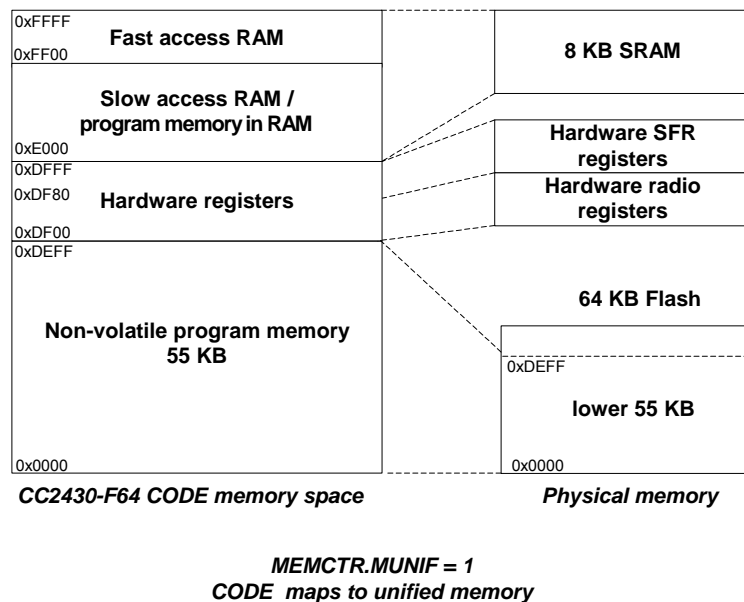 0xFFFF
Fast access RAM
0xFF00
8 KB SRAM
Slow access RAM /
program memory in RAM
0xE000
0xDFFF
Hardware SFR
registers
0xDF80
Hardware registers
Hardware radio
registers
0xDF00
0xDEFF
64 KB Flash
Non-volatile program memory
55 KB
0xDEFF
lower 55 KB
0x0000
0x0000
CC2430-F64 CODE memory space
Physical memory
MEMCTR.MUNIF = 1
CODE maps to unified memory